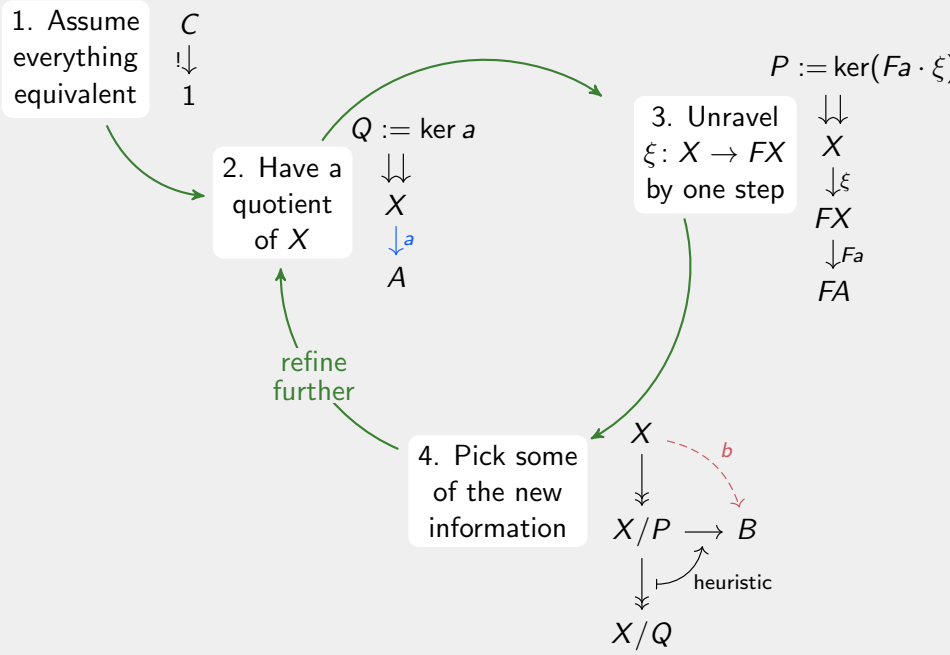 1. Assume
everything
equivalent
C
!
1
2. Have a
quotient
of X
Q := ker a
X
a
A
3. Unravel
ξ: X → FX
by one step
P := ker(Fa · ξ)
X
ξ
FX
Fa
FA
refine
further
4. Pick some
of the new
information
X
b
X/P → B
heuristic
X/Q